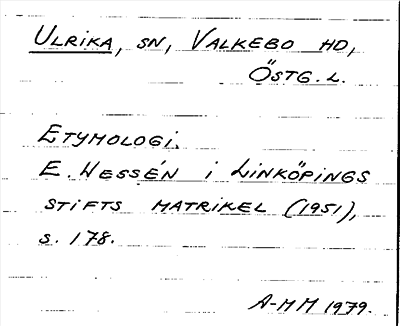 ULRIKA, SN, VALKEBO HD,
ÖSTG. L.
ETYMOLOGI.
E. HESSÉN i LINKÖPINGS
STIFTS MATRIKEL (1951),
s. 178.
A-MM 1979.